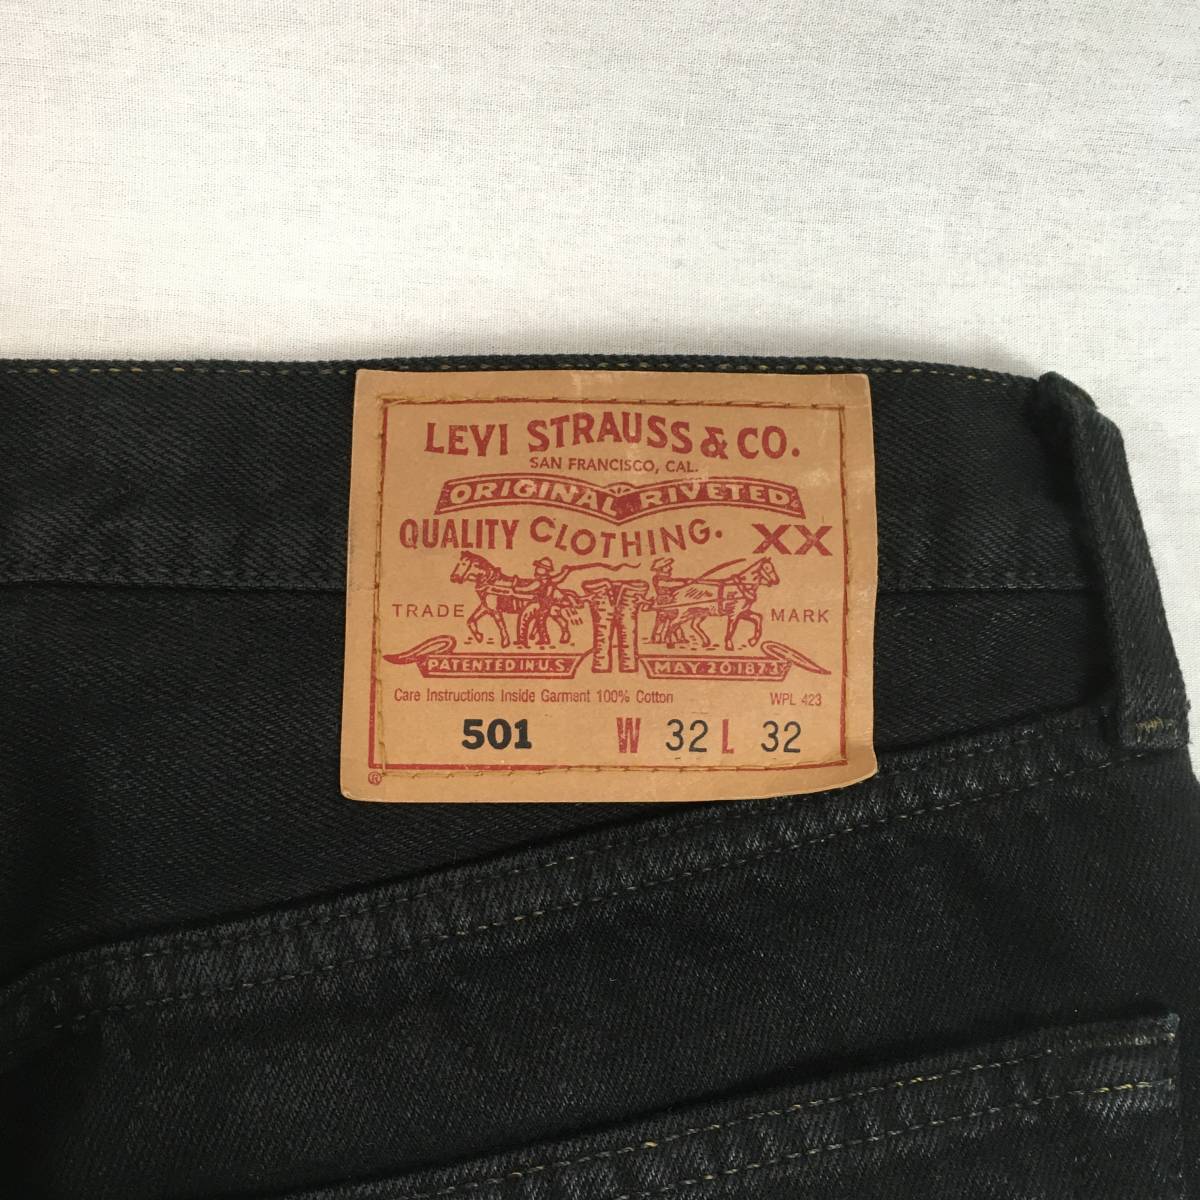 LEVI STRAUSS & CO.
SAN FRANCISCO, CAL.
ORIGINAL RIVETED
QUALITY CLOTHING. XX
TRADE MARK
PATENTED IN U.S. MAY 20 1873
Care Instructions Inside Garment 100% Cotton WPL 423
501 W 32 L 32
®